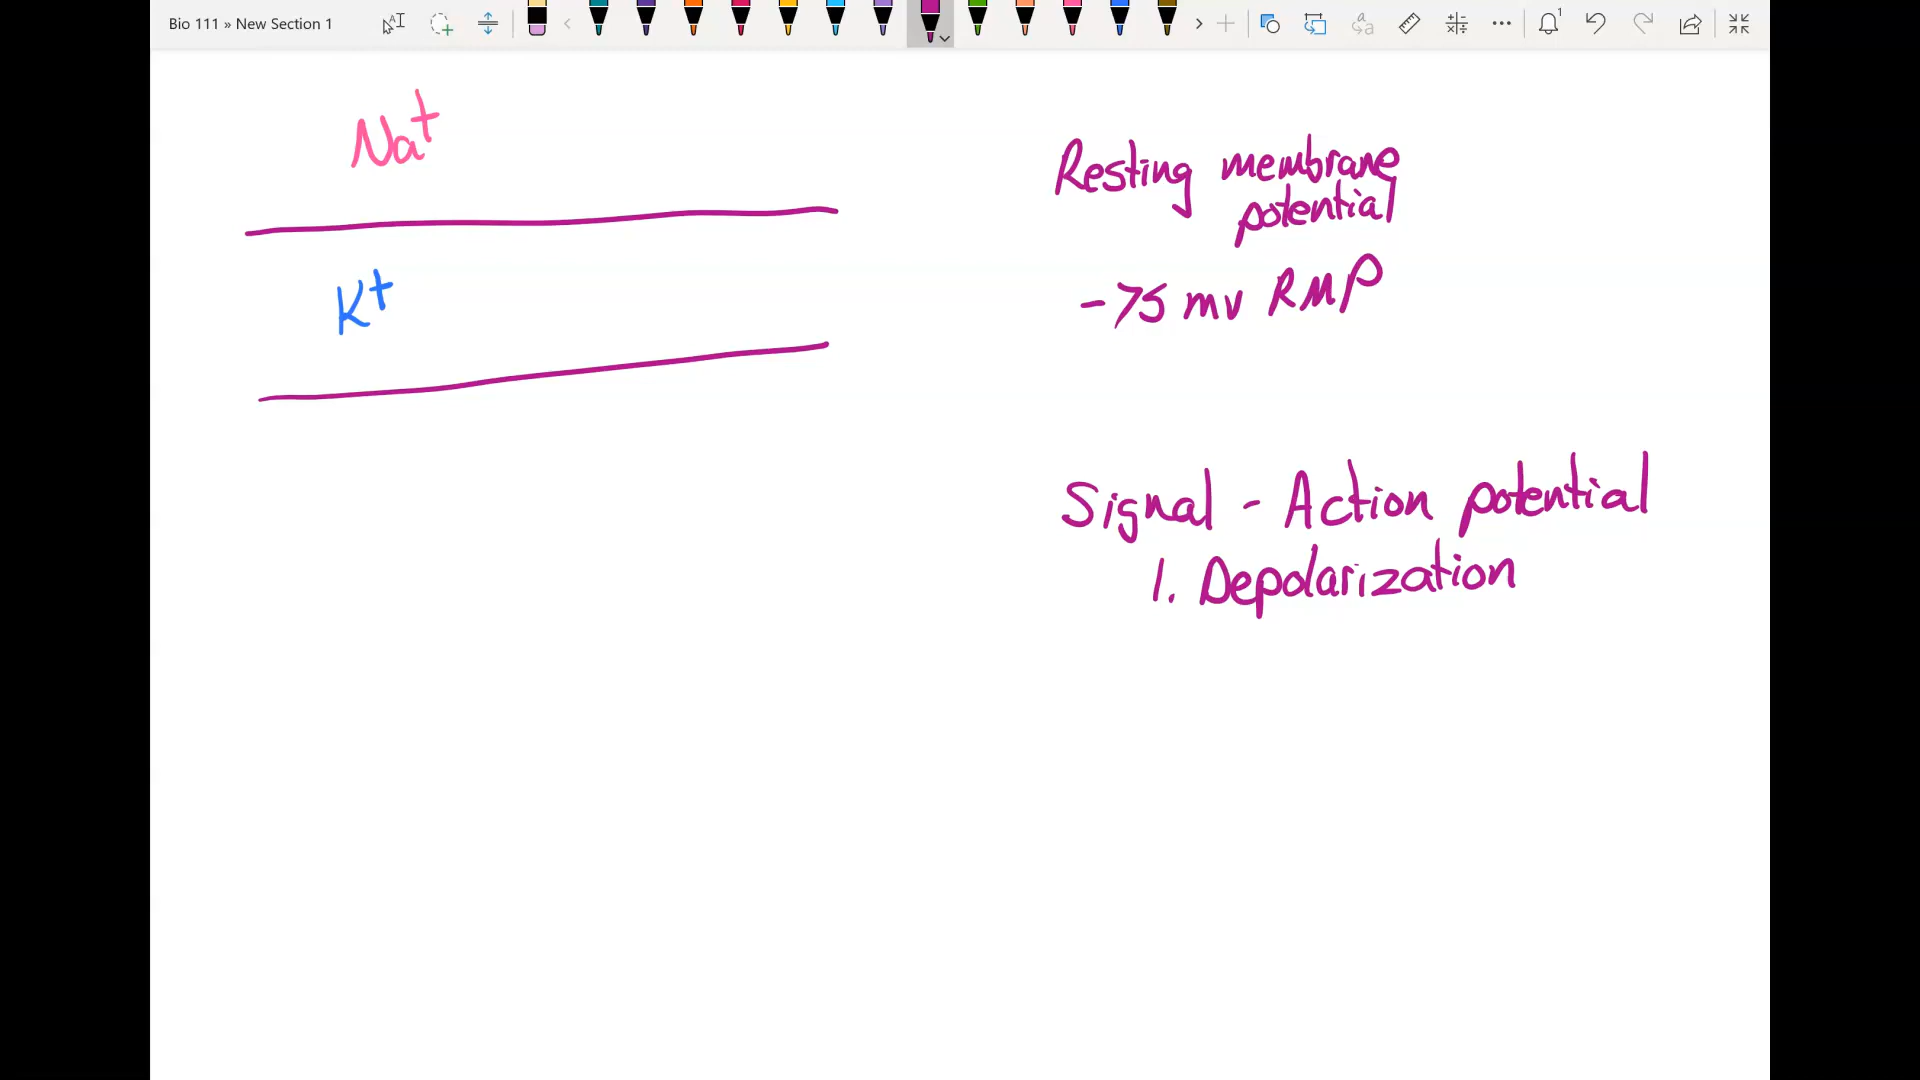 Bio 111 » New Section 1
Na+
K+
Resting membrane
potential
-75 mv RMP
Signal - Action potential
1. Depolarization